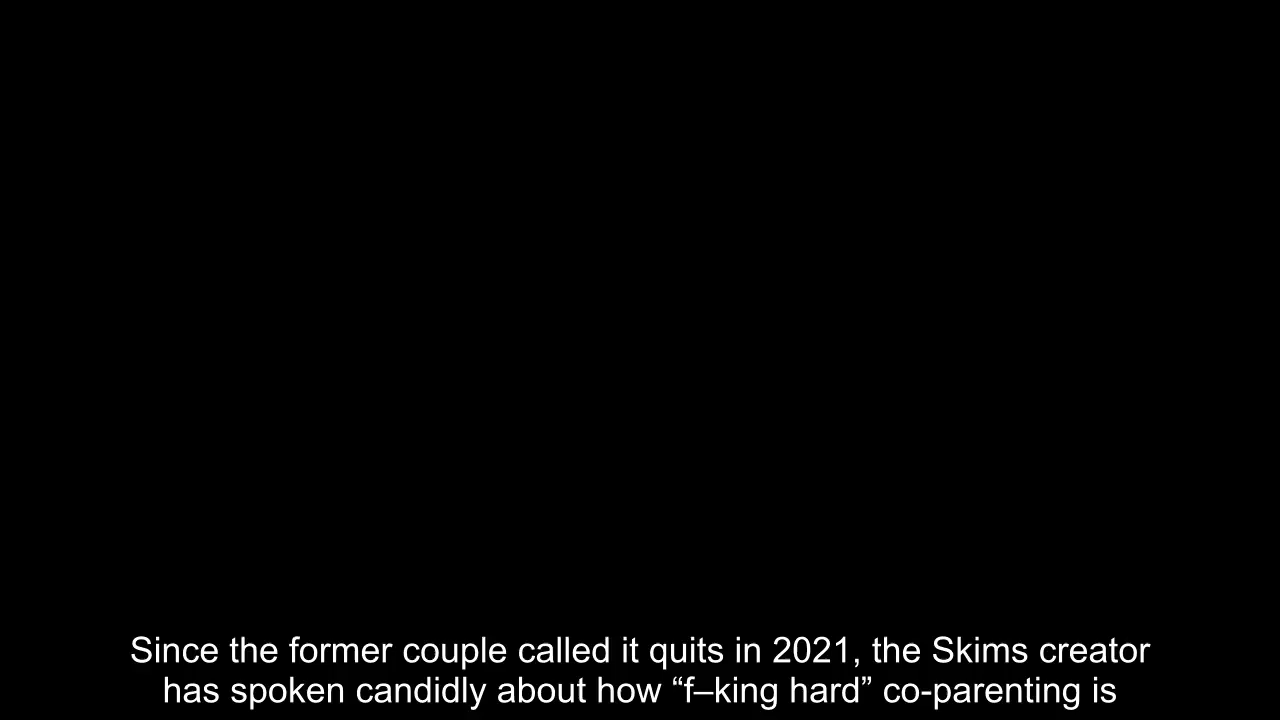 Since the former couple called it quits in 2021, the Skims creator
has spoken candidly about how “f–king hard” co-parenting is